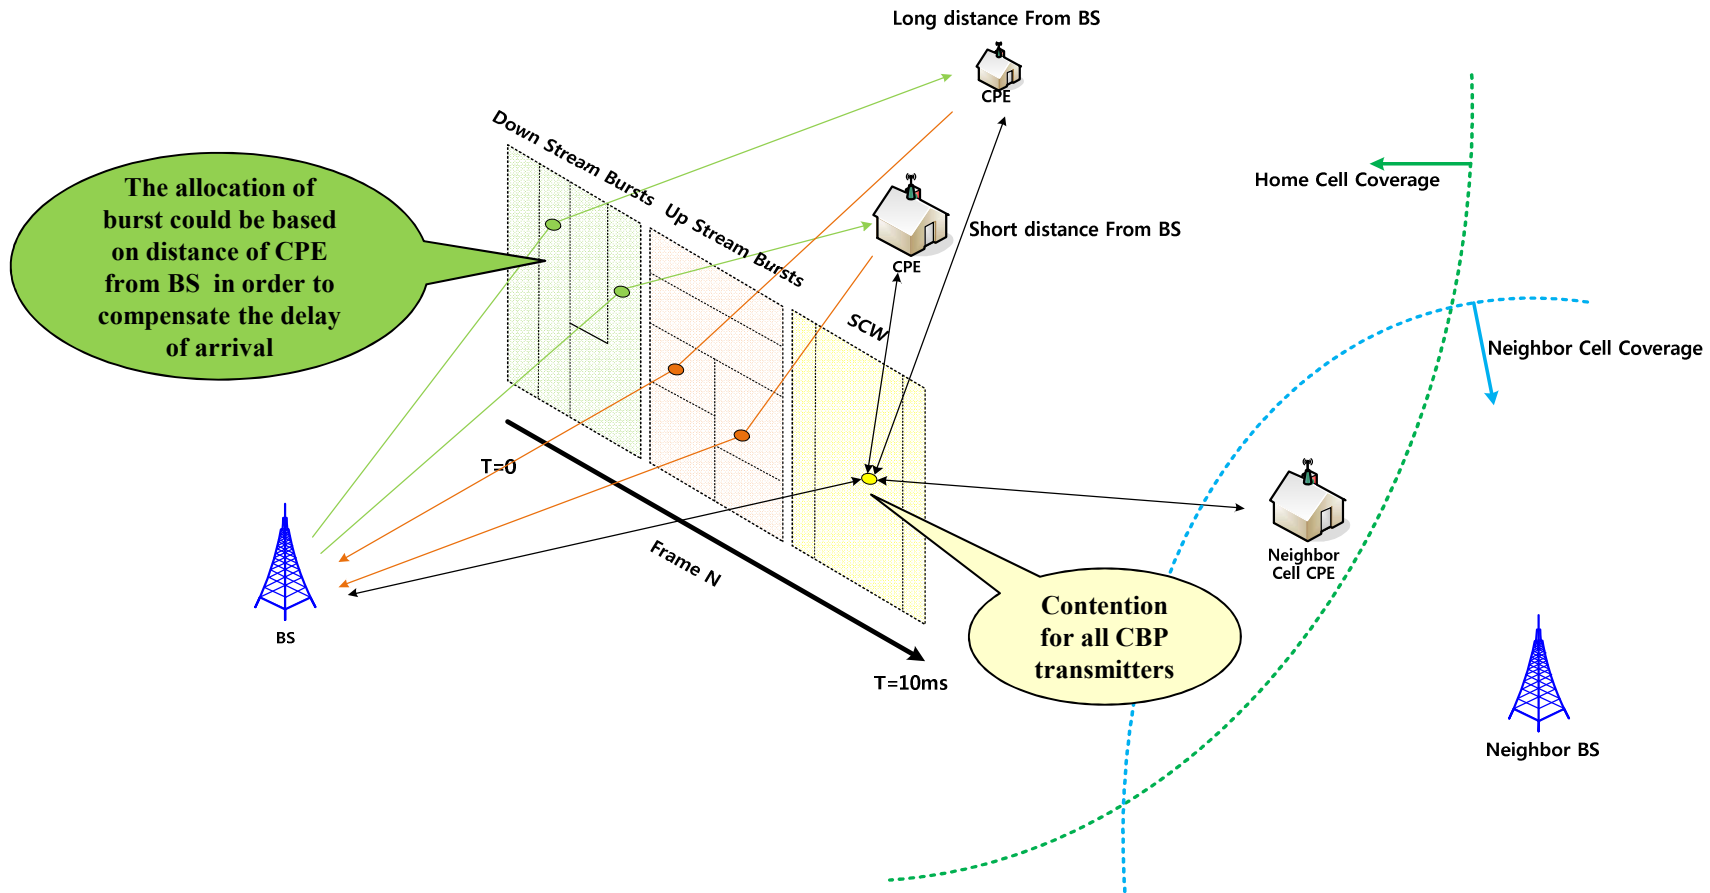 Long distance From BS
CPE
Down Stream Bursts
Up Stream Bursts
SCW
The allocation of
burst could be based
on distance of CPE
from BS in order to
compensate the delay
of arrival
Home Cell Coverage
Short distance From BS
CPE
Neighbor Cell Coverage
T=0
Frame N
T=10ms
BS
Neighbor
Cell CPE
Contention
for all CBP
transmitters
Neighbor BS